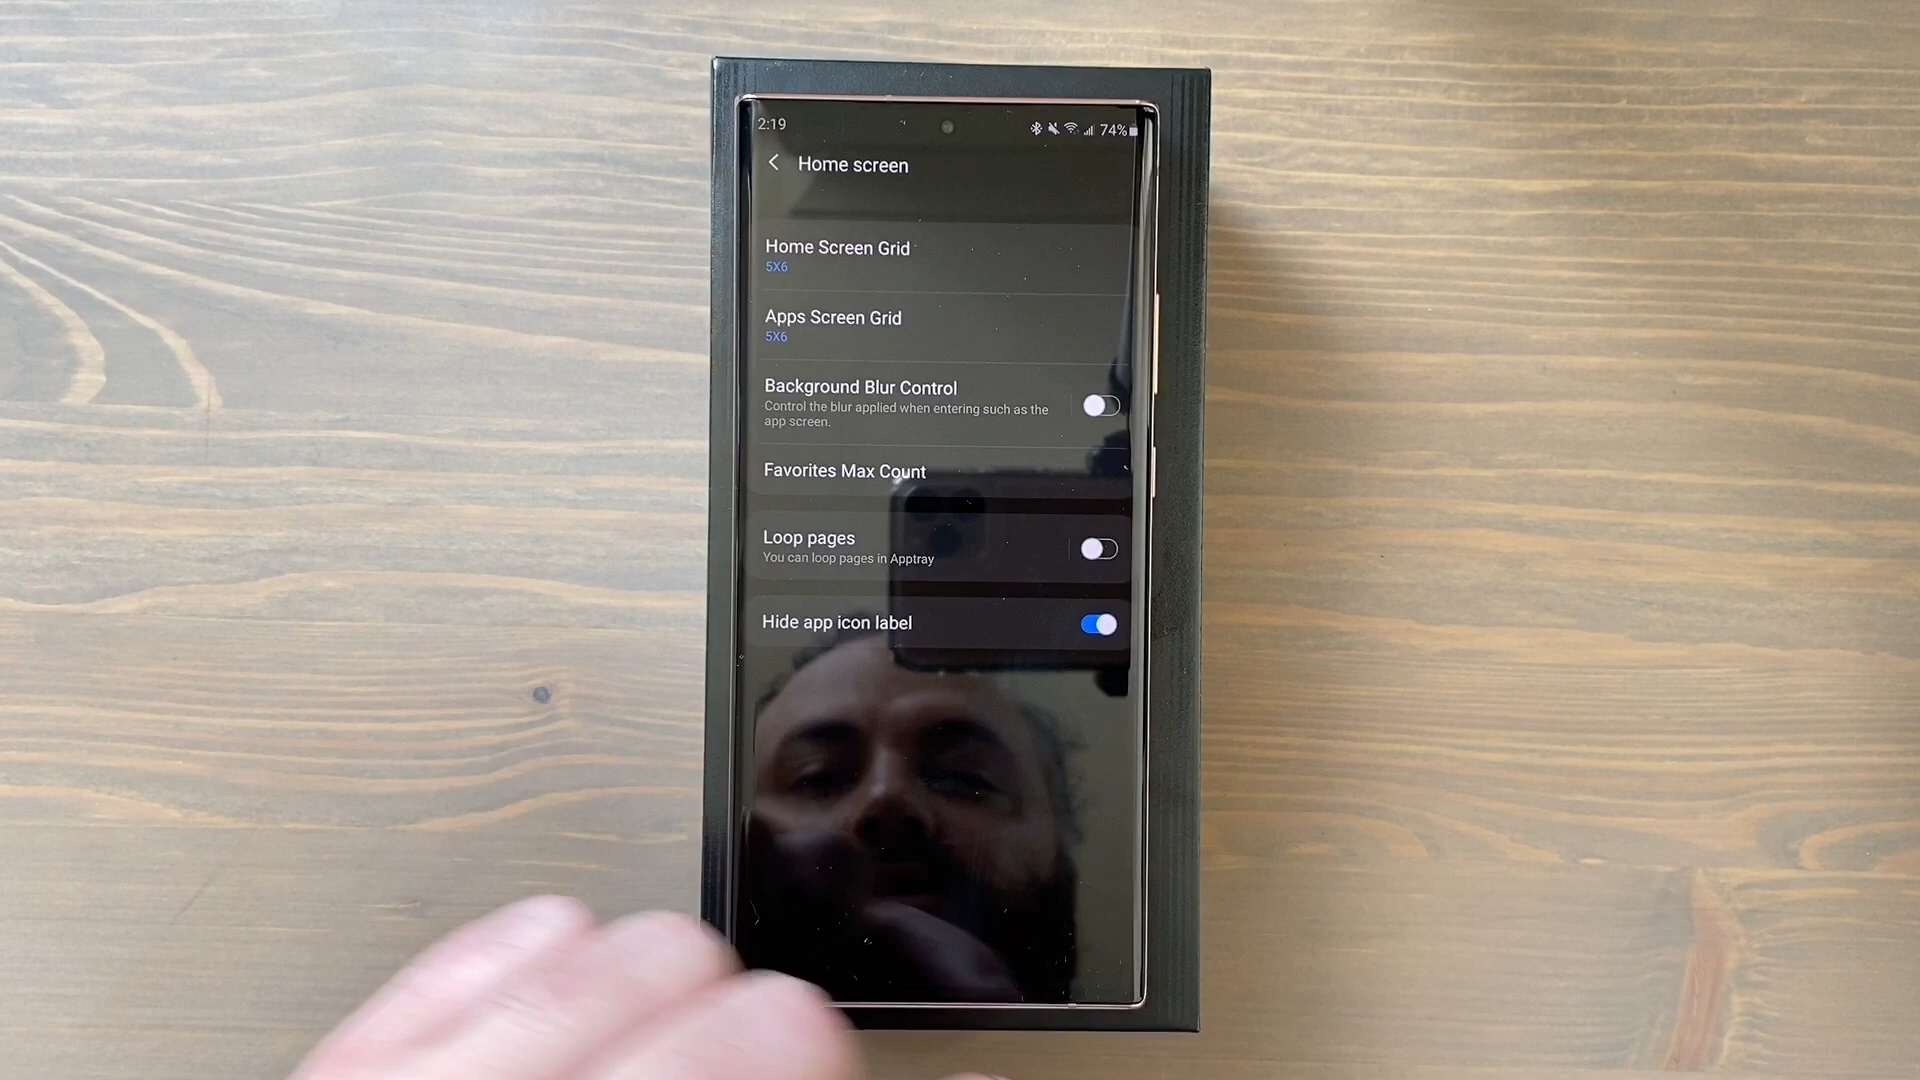 2:19
74%
Home screen
Home Screen Grid
5X6
Apps Screen Grid
5X6
Background Blur Control
Control the blur applied when entering such as the
app screen.
Favorites Max Count
Loop pages
You can loop pages in Apptray
Hide app icon label